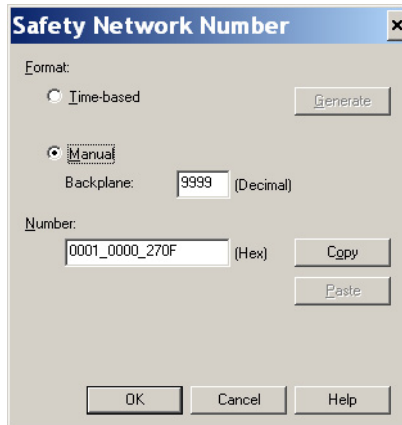 Safety Network Number
Format:
Time-based Generate
Manual
Backplane: 9999 (Decimal)
Number:
0001_0000_270F (Hex) Copy
Paste
OK Cancel Help